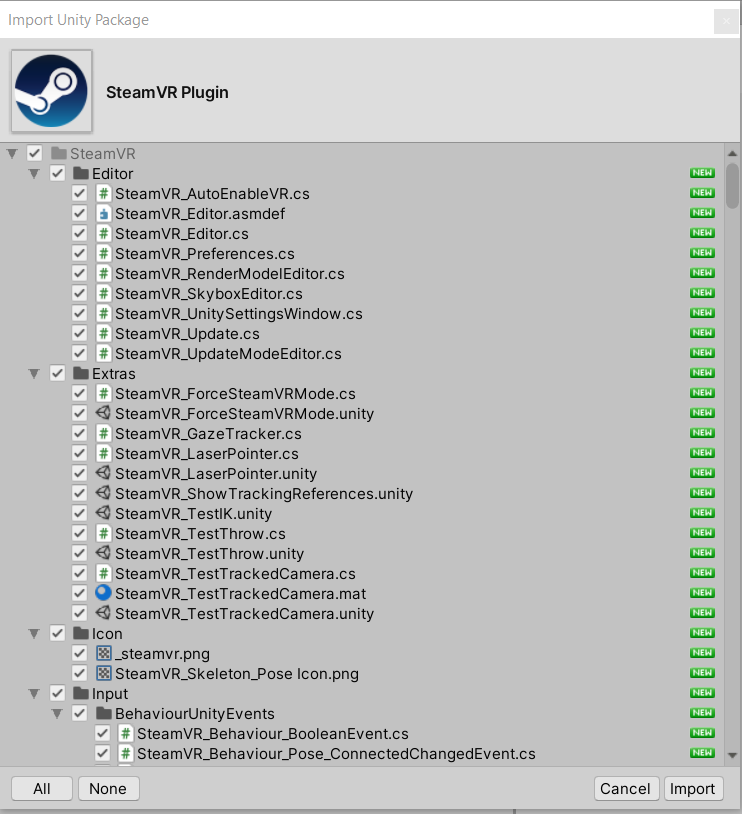 Import Unity Package
SteamVR Plugin
SteamVR
Editor NEW
SteamVR_AutoEnableVR.cs NEW
SteamVR_Editor.asmdef NEW
SteamVR_Editor.cs NEW
SteamVR_Preferences.cs NEW
SteamVR_RenderModelEditor.cs NEW
SteamVR_SkyboxEditor.cs NEW
SteamVR_UnitySettingsWindow.cs NEW
SteamVR_Update.cs NEW
SteamVR_UpdateModeEditor.cs NEW
Extras NEW
SteamVR_ForceSteamVRMode.cs NEW
SteamVR_ForceSteamVRMode.unity NEW
SteamVR_GazeTracker.cs NEW
SteamVR_LaserPointer.cs NEW
SteamVR_LaserPointer.unity NEW
SteamVR_ShowTrackingReferences.unity NEW
SteamVR_TestIK.unity NEW
SteamVR_TestThrow.cs NEW
SteamVR_TestThrow.unity NEW
SteamVR_TestTrackedCamera.cs NEW
SteamVR_TestTrackedCamera.mat NEW
SteamVR_TestTrackedCamera.unity NEW
Icon NEW
_steamvr.png NEW
SteamVR_Skeleton_Pose Icon.png NEW
Input NEW
BehaviourUnityEvents NEW
SteamVR_Behaviour_BooleanEvent.cs NEW
SteamVR_Behaviour_Pose_ConnectedChangedEvent.cs NEW
All None Cancel Import